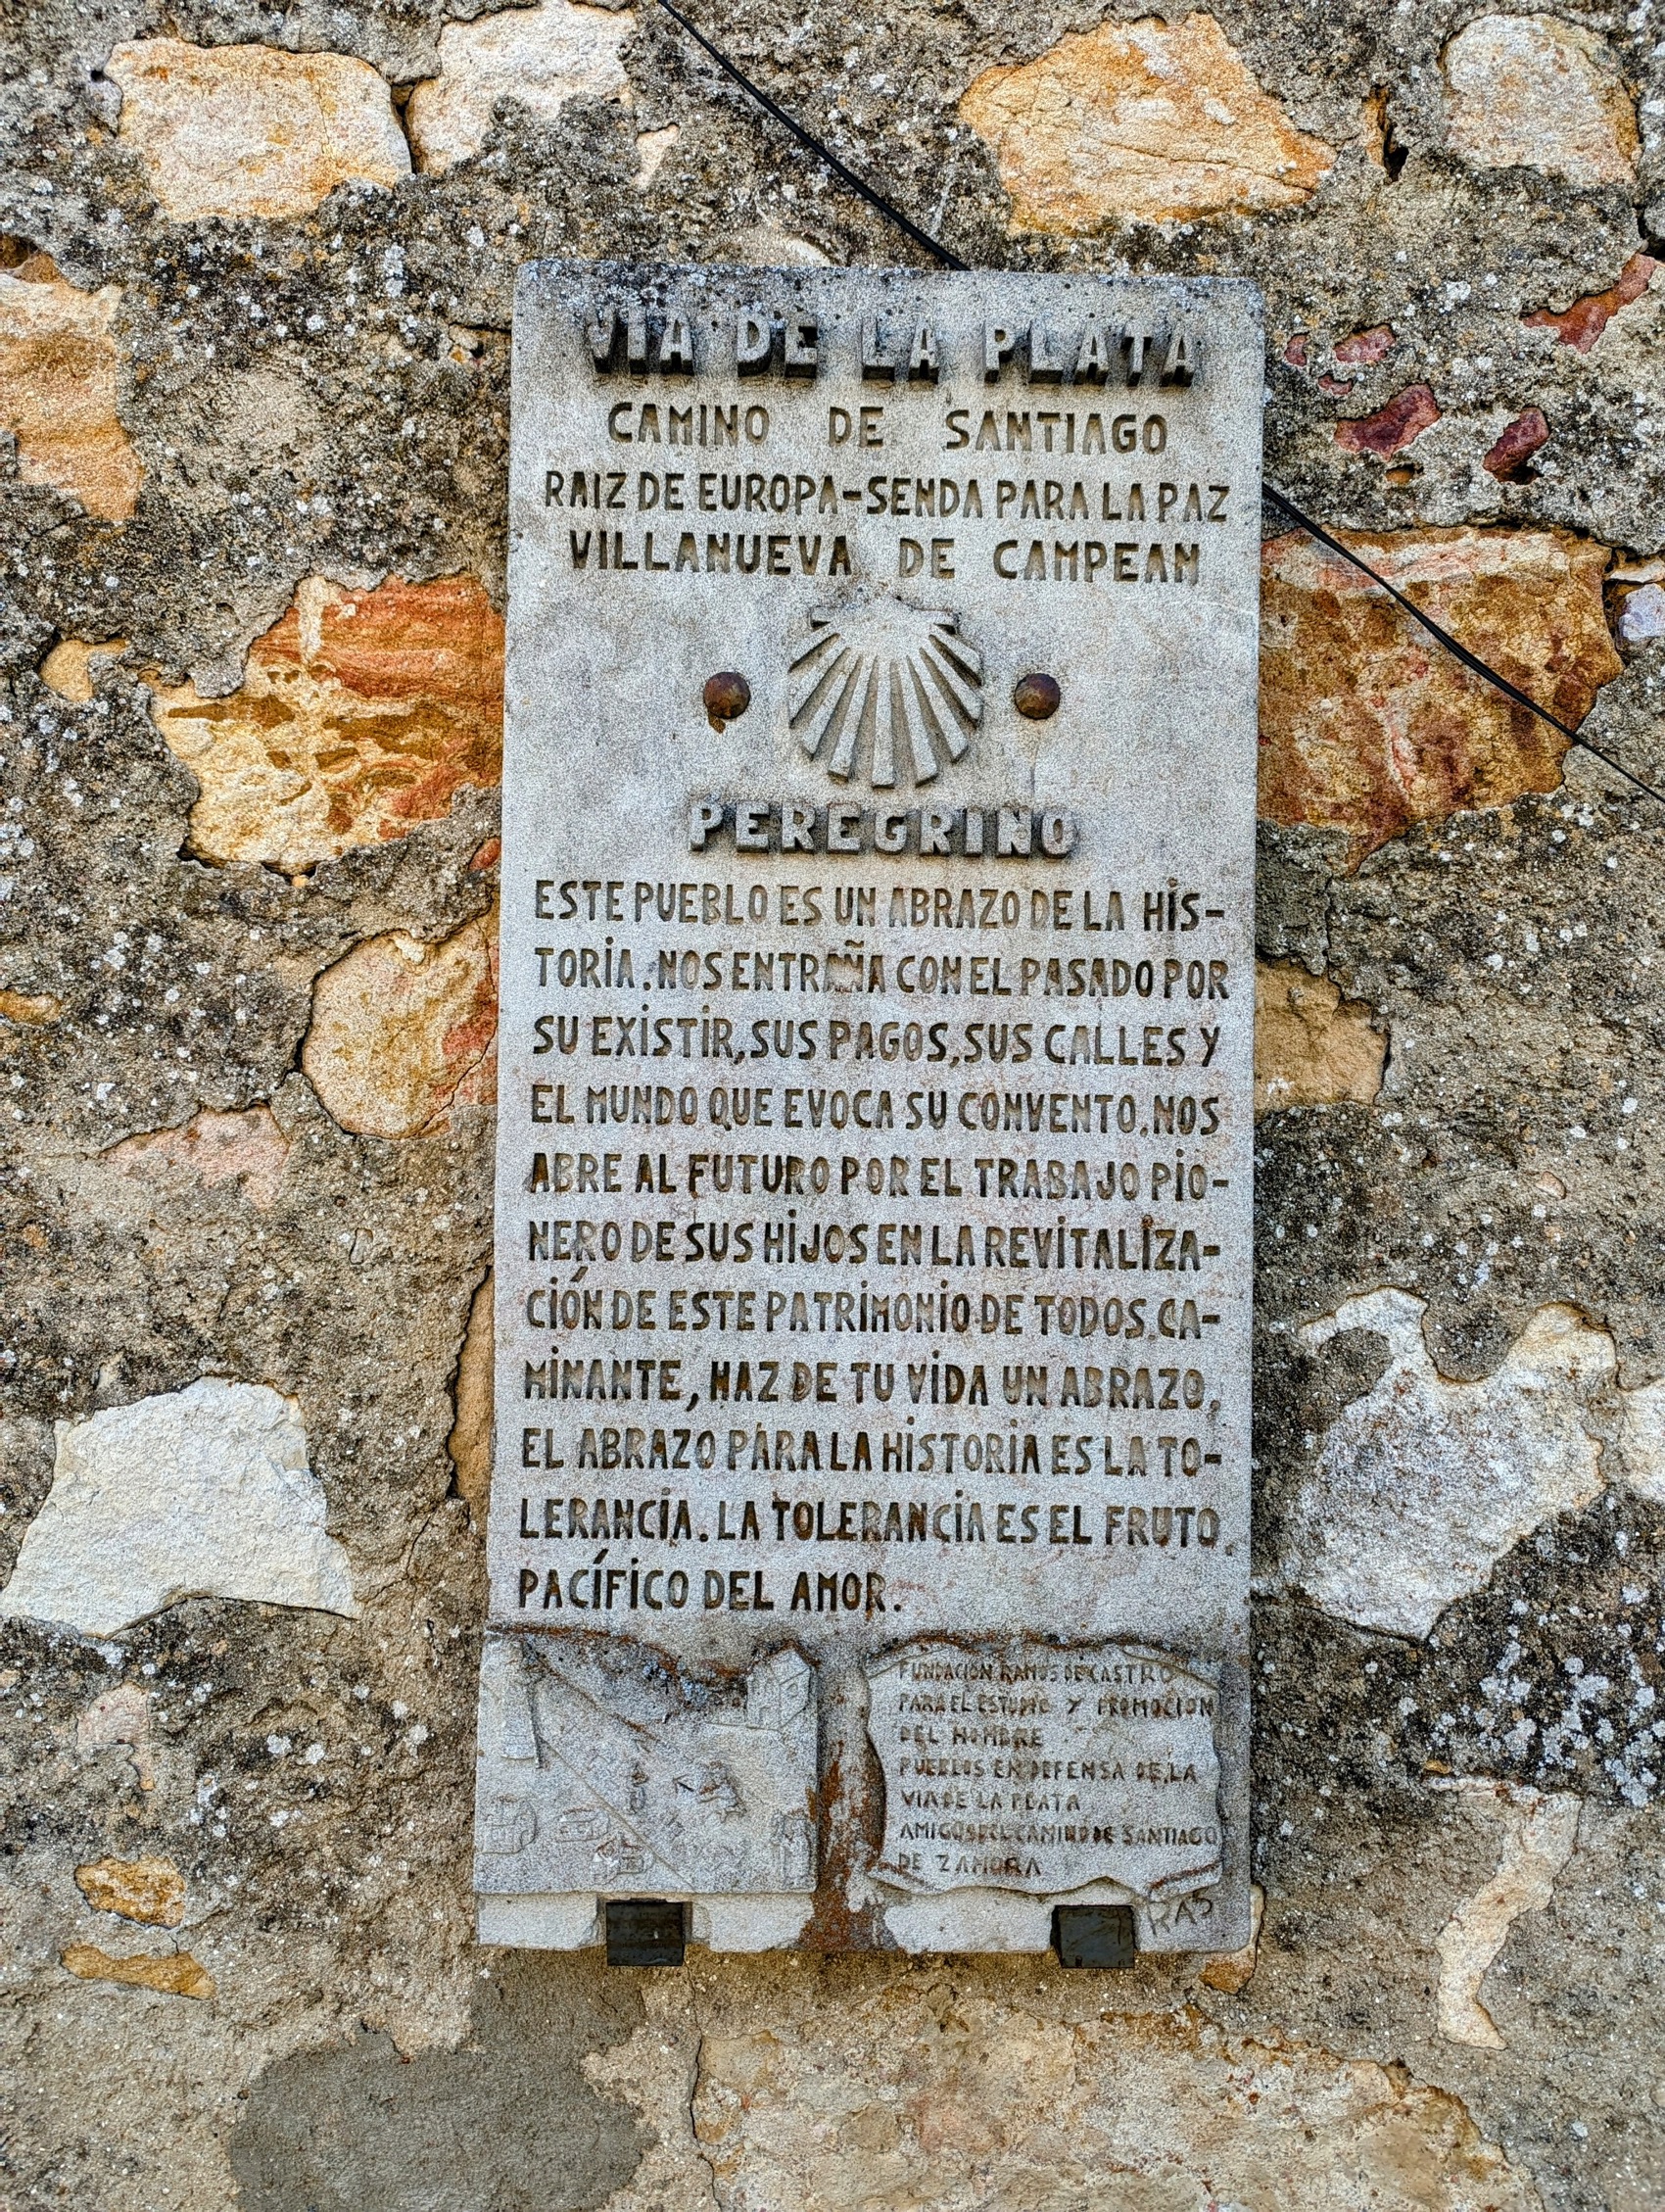 VIA DE LA PLATA
CAMINO DE SANTIAGO
RAIZ DE EUROPA-SENDA PARA LA PAZ
VILLANUEVA DE CAMPEAN
PEREGRINO
ESTE PUEBLO ES UN ABRAZO DE LA HIS-
TORIA. NOS ENTRAÑA CON EL PASADO POR
SU EXISTIR, SUS PAGOS, SUS CALLES Y
EL MUNDO QUE EVOCA SU CONVENTO. NOS
ABRE AL FUTURO POR EL TRABAJO PIO-
NERO DE SUS HIJOS EN LA REVITALIZA-
CIÓN DE ESTE PATRIMONIO DE TODOS. CA-
MINANTE, HAZ DE TU VIDA UN ABRAZO,
EL ABRAZO PARA LA HISTORIA ES LA TO-
LERANCIA. LA TOLERANCIA ES EL FRUTO
PACÍFICO DEL AMOR.
FUNDACION RAMOS DE CASTRO
PARA EL ESTUDIO Y PROMOCION
DEL HOMBRE
PUEBLOS EN DEFENSA DE LA
VIA DE LA PLATA
AMIGOS DEL CAMINO DE SANTIAGO
DE ZAMORA
RAS